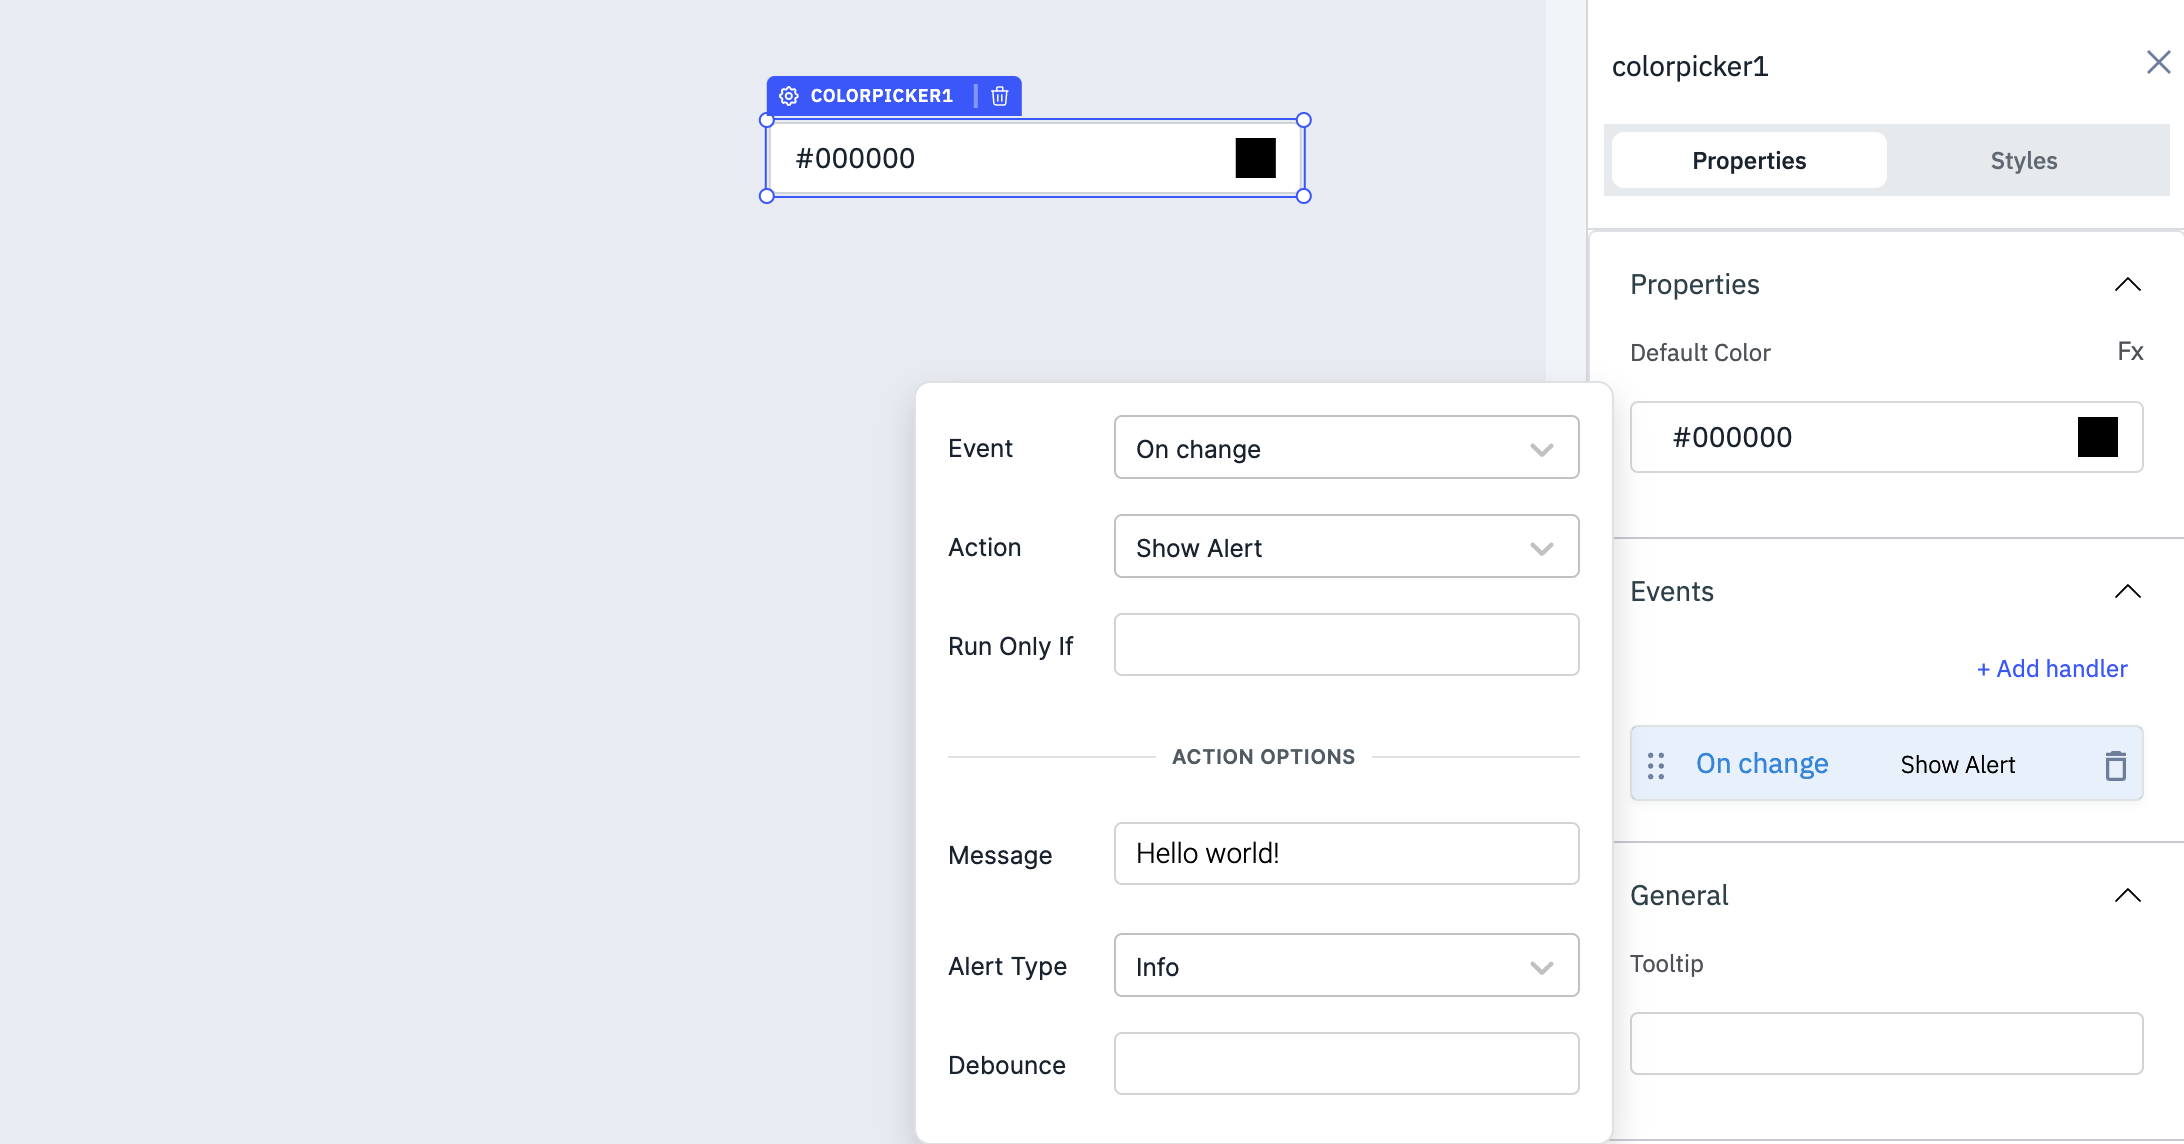 COLORPICKER1
#000000
colorpicker1
Properties
Styles
Properties
Default Color
Fx
#000000
Events
+ Add handler
On change
Show Alert
General
Tooltip
Event
On change
Action
Show Alert
Run Only If
ACTION OPTIONS
Message
Hello world!
Alert Type
Info
Debounce